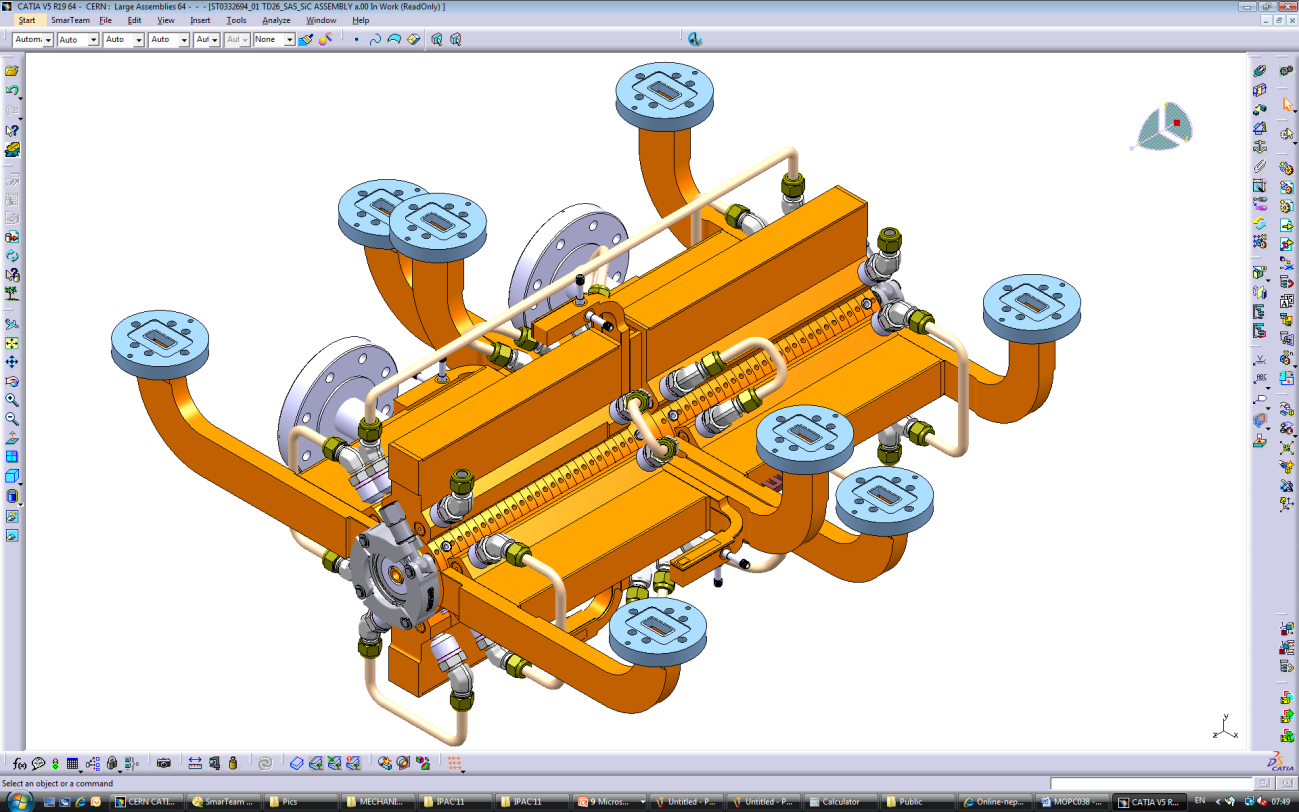 CATIA V5 R19 64 - CERN : Large Assemblies 64 - - - [ST0332694_01 TD26_SAS_SiC ASSEMBLY a.00 In Work (ReadOnly) ]
Start SmarTeam File Edit View Insert Tools Analyze Window Help
Auto Auto Auto Aut Aut None
y
z x
f(x)
CATIA
Select an object or a command
CERN CATI... SmarTeam ... Pics MECHANI... IPAC'11 IPAC'11 9 Micros... Untitled - P... Untitled - P... Calculator Public Online-nep... MOPC038 -... CATIA V5 R... EN 07:49